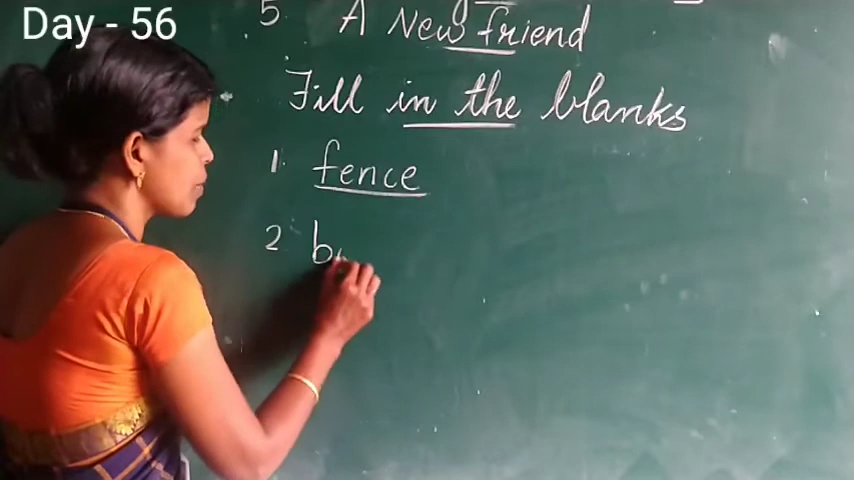 Day - 56
5 A New friend
Fill in the blanks
1. fence
2 b